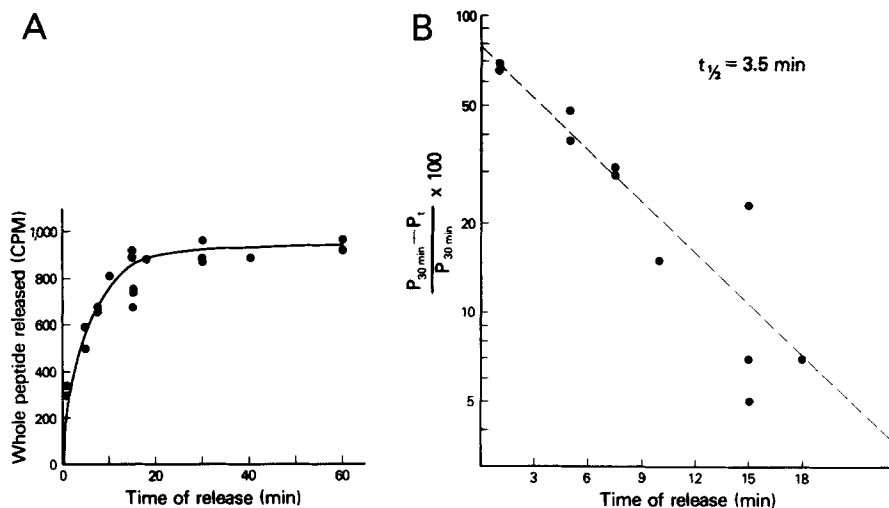 A
Whole peptide released (CPM)
1,000
800
600
400
200
0
0
20
40
60
Time of release (min)
B
t½ = 3.5 min
P30 min — Pt
P30 min
x 100
100
50
20
10
5
3
6
9
12
15
18
Time of release (min)